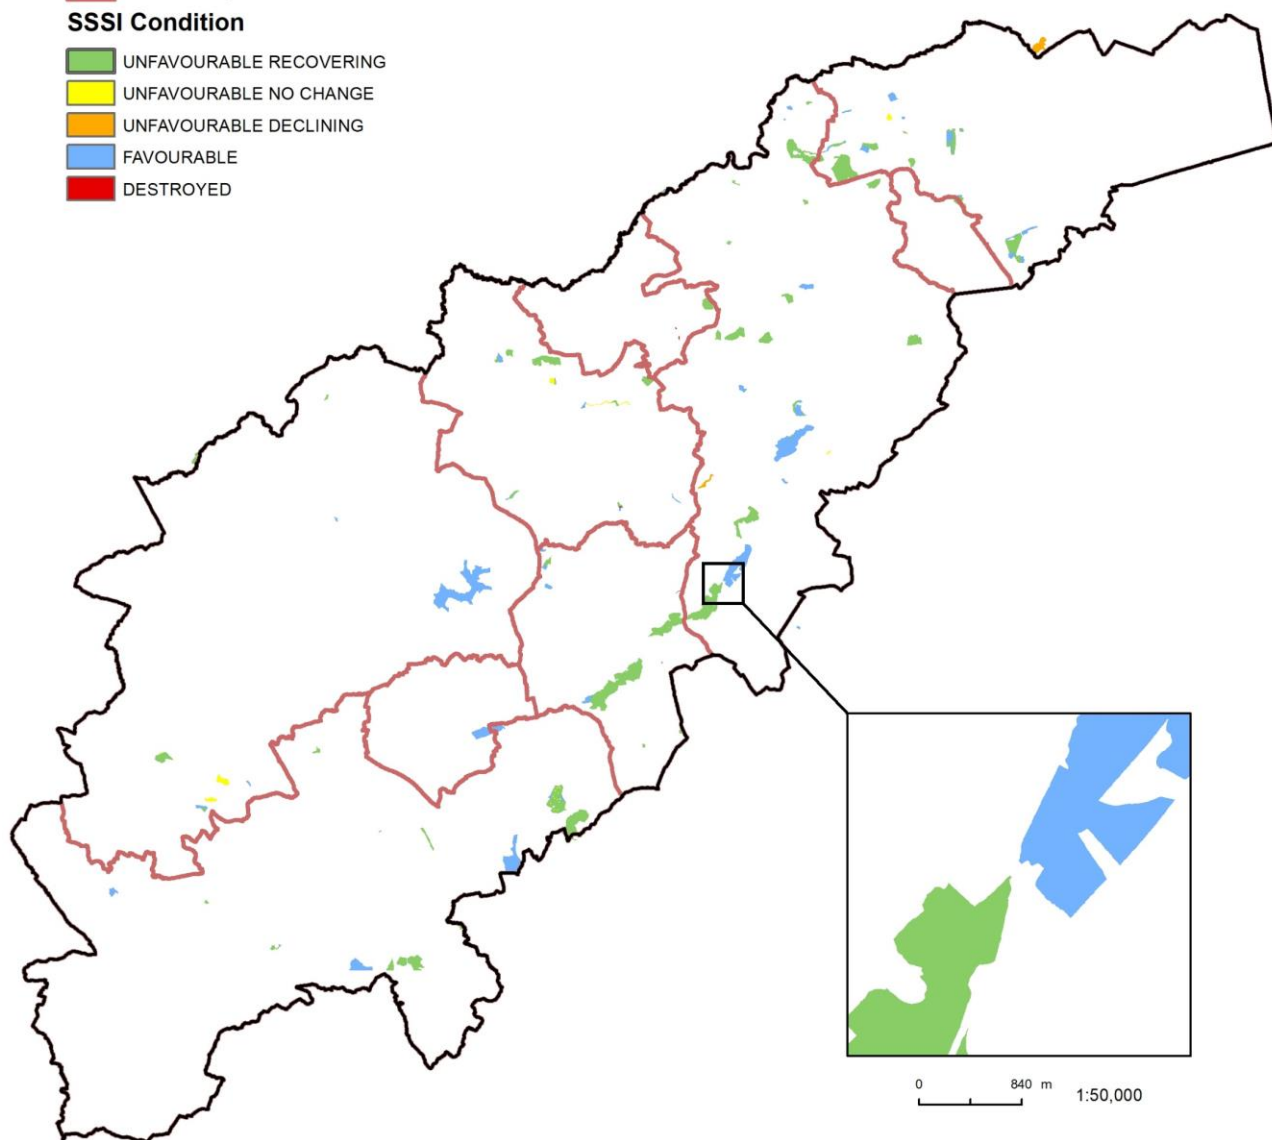 SSSI Condition
UNFAVOURABLE RECOVERING
UNFAVOURABLE NO CHANGE
UNFAVOURABLE DECLINING
FAVOURABLE
DESTROYED
0 840 m
1:50,000